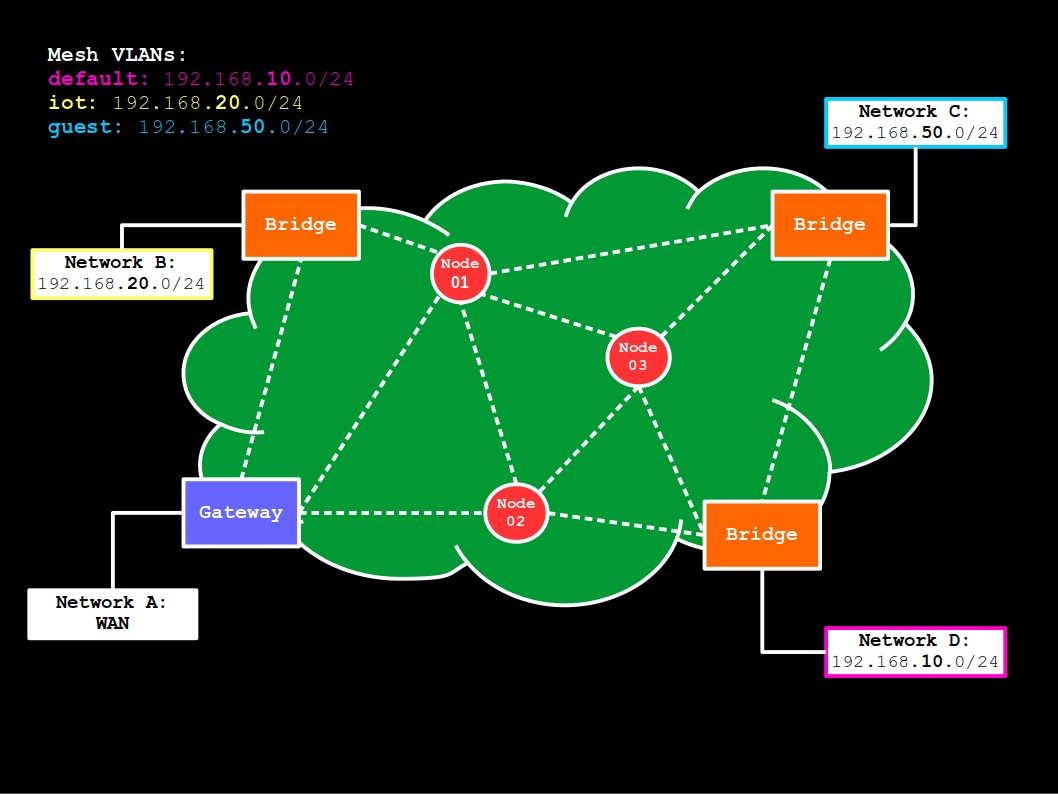 Mesh VLANs:
default: 192.168.10.0/24
iot: 192.168.20.0/24
guest: 192.168.50.0/24
Network C:
192.168.50.0/24
Bridge
Bridge
Network B:
192.168.20.0/24
Node
01
Node
03
Gateway
Node
02
Bridge
Network A:
WAN
Network D:
192.168.10.0/24